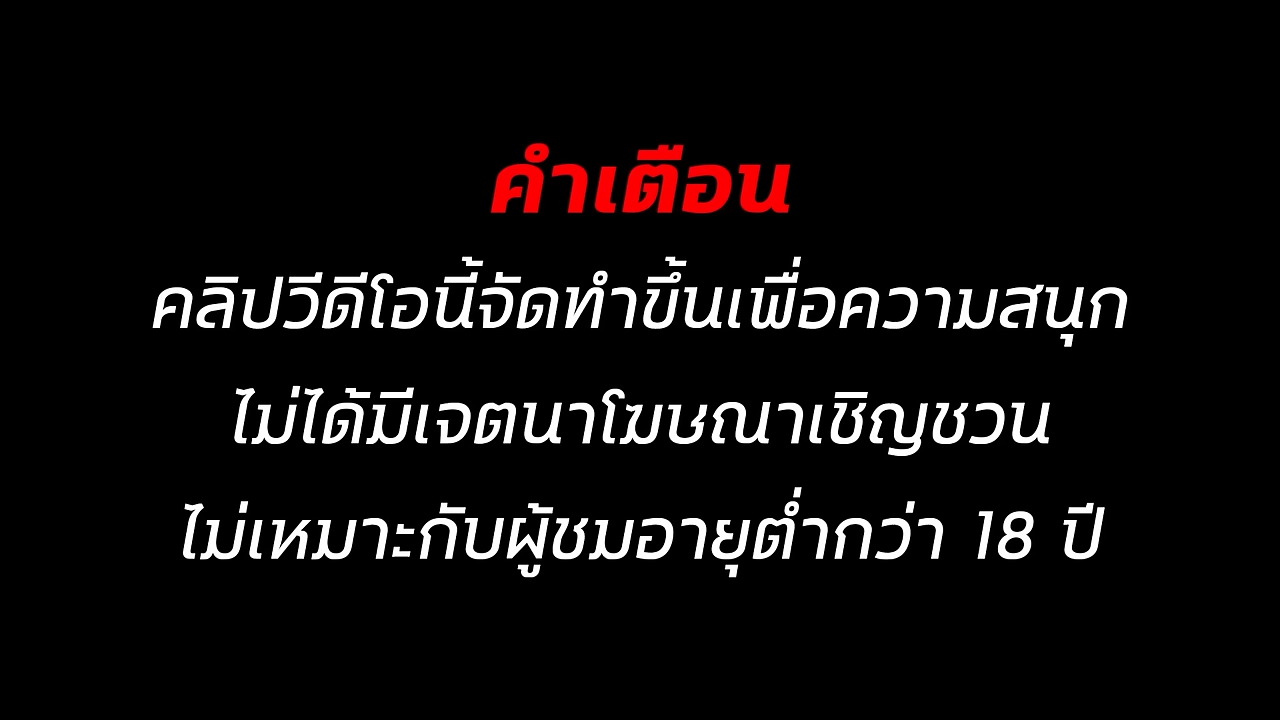 คำเตือน
คลิปวีดีโอนี้จัดทำขึ้นเพื่อความสนุก
ไม่ได้มีเจตนาโฆษณาเชิญชวน
ไม่เหมาะกับผู้ชมอายุต่ำกว่า 18 ปี